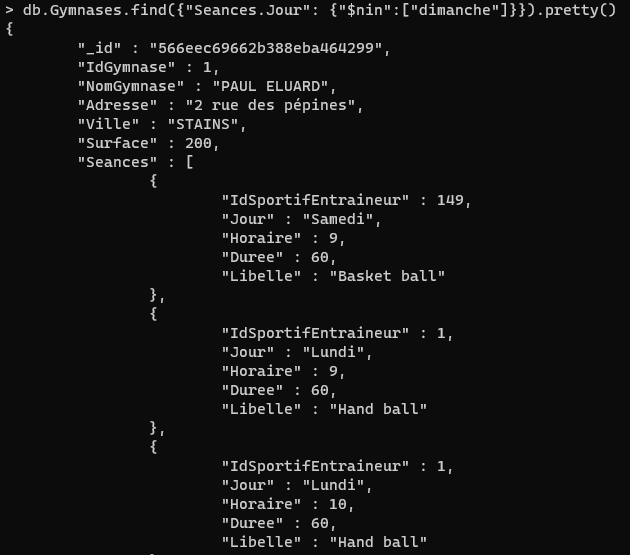 > db.Gymnases.find({"Seances.Jour": {"$nin":["dimanche"]}}).pretty()
{
"_id" : "566eec69662b388eba464299",
"IdGymnase" : 1,
"NomGymnase" : "PAUL ELUARD",
"Adresse" : "2 rue des pépines",
"Ville" : "STAINS",
"Surface" : 200,
"Seances" : [
{
"IdSportifEntraineur" : 149,
"Jour" : "Samedi",
"Horaire" : 9,
"Duree" : 60,
"Libelle" : "Basket ball"
},
{
"IdSportifEntraineur" : 1,
"Jour" : "Lundi",
"Horaire" : 9,
"Duree" : 60,
"Libelle" : "Hand ball"
},
{
"IdSportifEntraineur" : 1,
"Jour" : "Lundi",
"Horaire" : 10,
"Duree" : 60,
"Libelle" : "Hand ball"